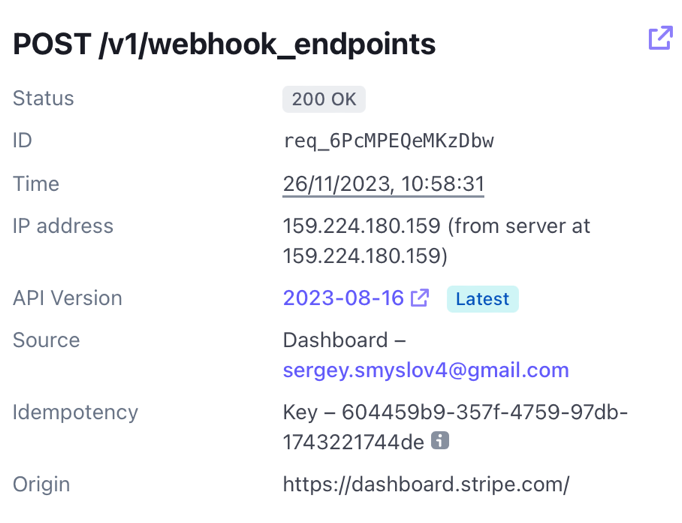 POST /v1/webhook_endpoints
Status 200 OK
ID req_6PcMPEQeMKzDbw
Time 26/11/2023, 10:58:31
IP address 159.224.180.159 (from server at
159.224.180.159)
API Version 2023-08-16 Latest
Source Dashboard –
sergey.smyslov4@gmail.com
Idempotency Key – 604459b9-357f-4759-97db-
1743221744de
Origin https://dashboard.stripe.com/